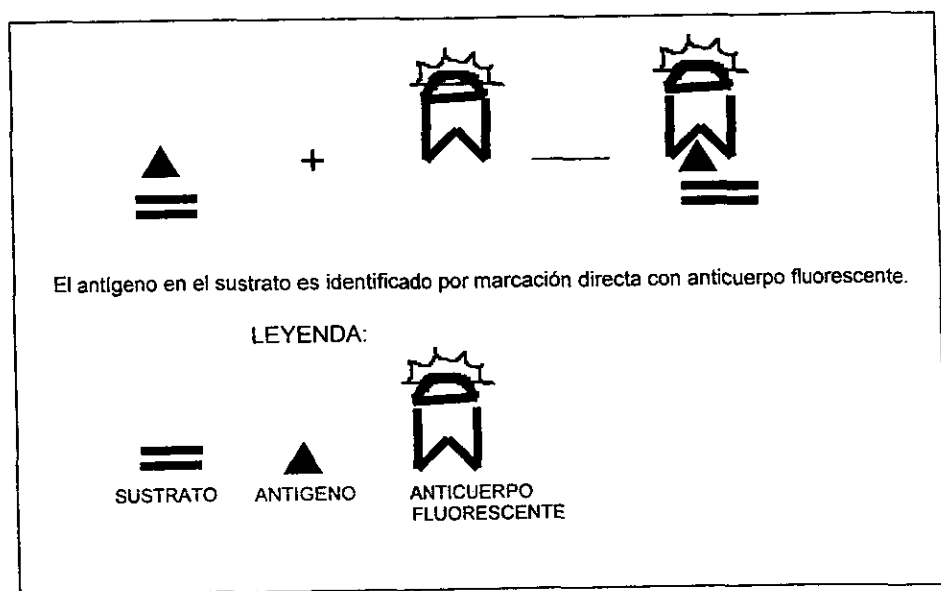 +
El antígeno en el sustrato es identificado por marcación directa con anticuerpo fluorescente.
LEYENDA:
SUSTRATO ANTIGENO ANTICUERPO
FLUORESCENTE